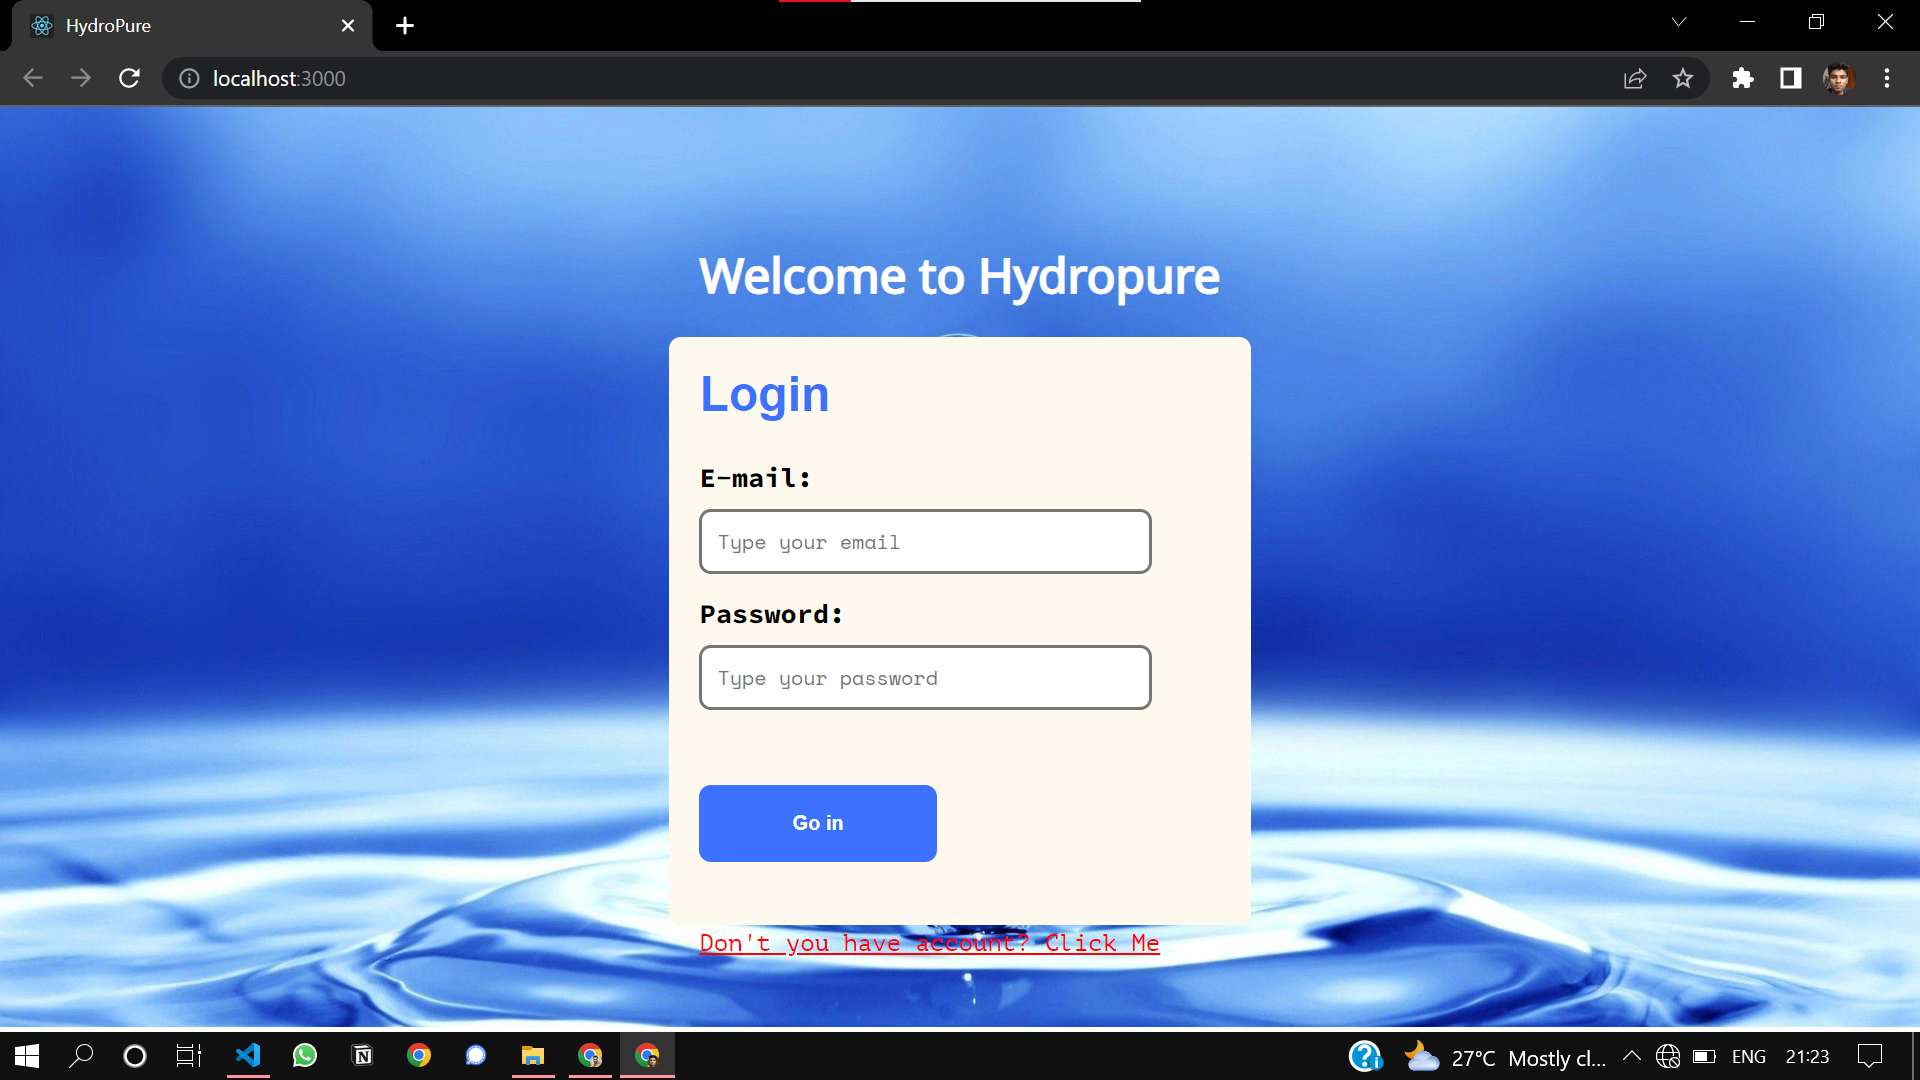 HydroPure
localhost:3000
Welcome to Hydropure
Login
E-mail:
Type your email
Password:
Type your password
Go in
Don't you have account? Click Me
27°C Mostly cl... ENG 21:23